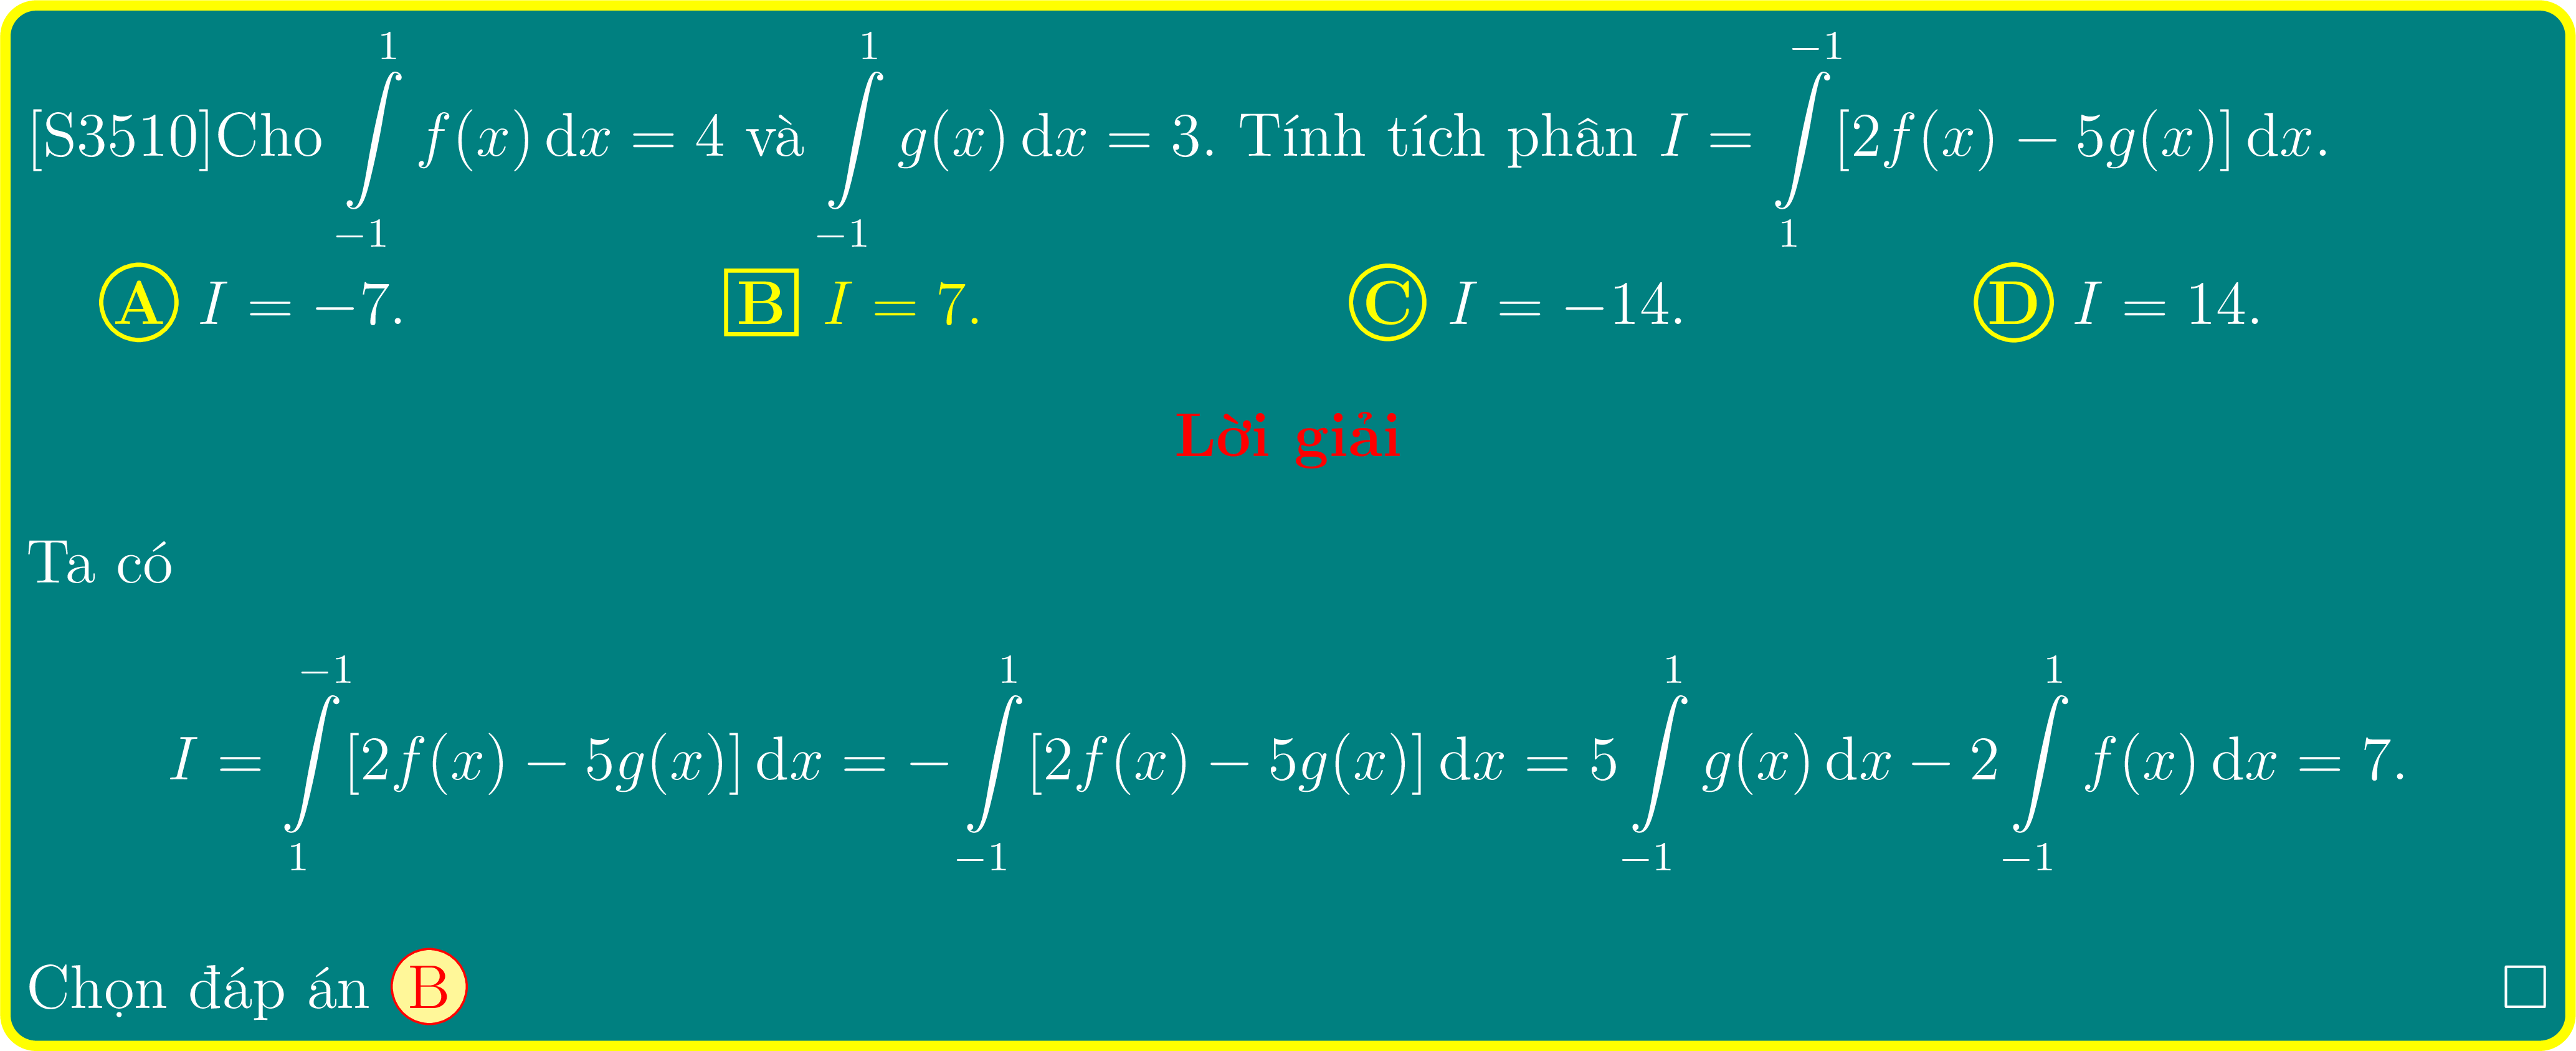 [S3510]Cho $\int\limits_{-1}^{1} f(x)\,\mathrm{d}x = 4$ và $\int\limits_{-1}^{1} g(x)\,\mathrm{d}x = 3$. Tính tích phân $I = \int\limits_{1}^{-1} [2f(x) - 5g(x)]\,\mathrm{d}x$.
A $I = -7$. B $I = 7$. C $I = -14$. D $I = 14$.
Lời giải
Ta có
$I = \int\limits_{1}^{-1} [2f(x) - 5g(x)]\,\mathrm{d}x = -\int\limits_{-1}^{1} [2f(x) - 5g(x)]\,\mathrm{d}x = 5\int\limits_{-1}^{1} g(x)\,\mathrm{d}x - 2\int\limits_{-1}^{1} f(x)\,\mathrm{d}x = 7.$
Chọn đáp án B □